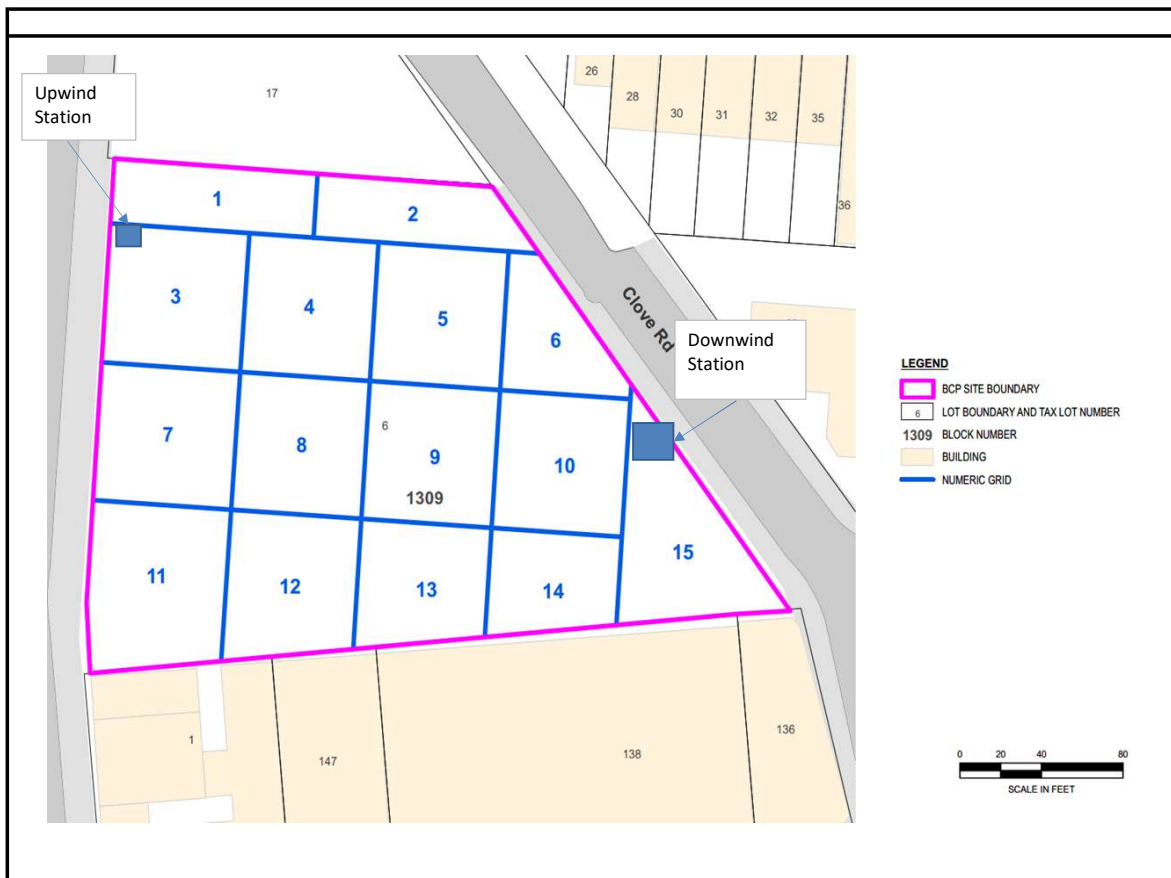 Upwind
Station
17
26
28
30
31
32
35
36
1
2
3
4
5
6
Clove Rd
Downwind
Station
7
8
6
9
10
1309
11
12
13
14
15
1
147
138
136
LEGEND
BCP SITE BOUNDARY
6 LOT BOUNDARY AND TAX LOT NUMBER
1309 BLOCK NUMBER
BUILDING
NUMERIC GRID
0 20 40 80
SCALE IN FEET